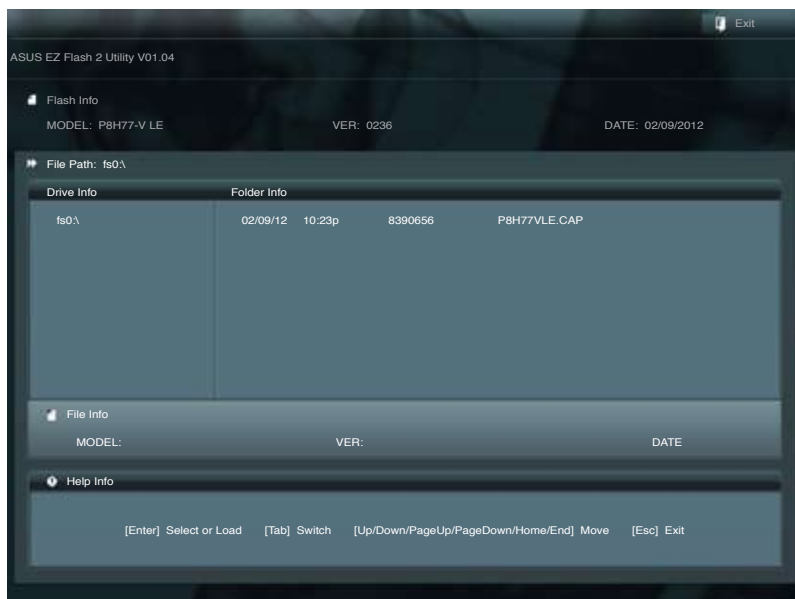 Exit
ASUS EZ Flash 2 Utility V01.04
Flash Info
MODEL: P8H77-V LE VER: 0236 DATE: 02/09/2012
File Path: fs0:\
Drive Info Folder Info
fs0:\ 02/09/12 10:23p 8390656 P8H77VLE.CAP
File Info
MODEL: VER: DATE
Help Info
[Enter] Select or Load [Tab] Switch [Up/Down/PageUp/PageDown/Home/End] Move [Esc] Exit